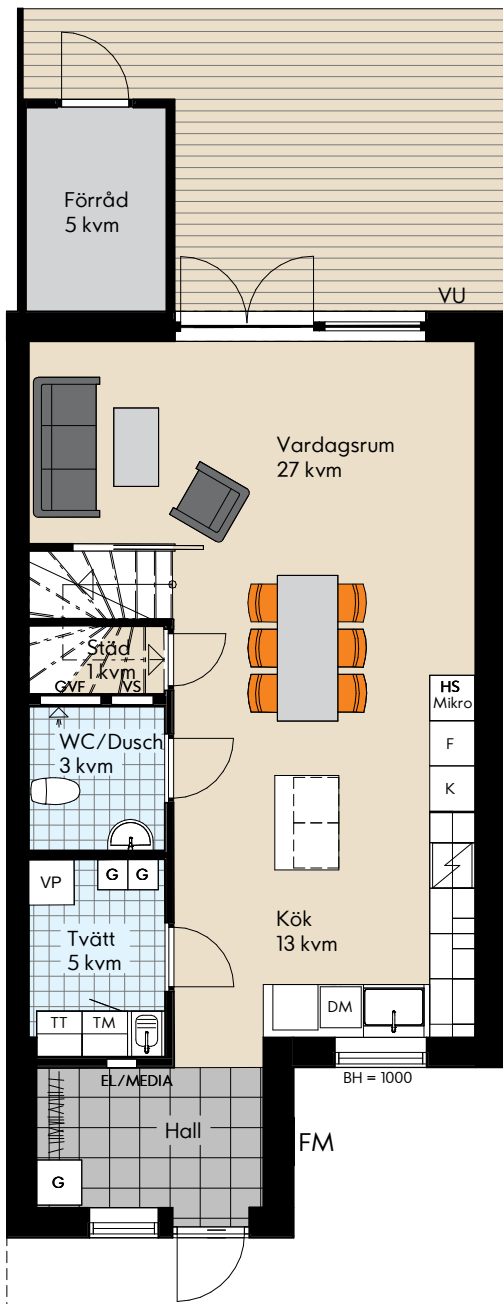 Förråd
5 kvm
VU
Vardagsrum
27 kvm
Städ
1 kvm
GVF
VS
HS
Mikro
WC/Dusch
3 kvm
F
K
VP
G
G
Tvätt
5 kvm
Kök
13 kvm
TT
TM
DM
EL/MEDIA
BH = 1000
Hall
FM
G